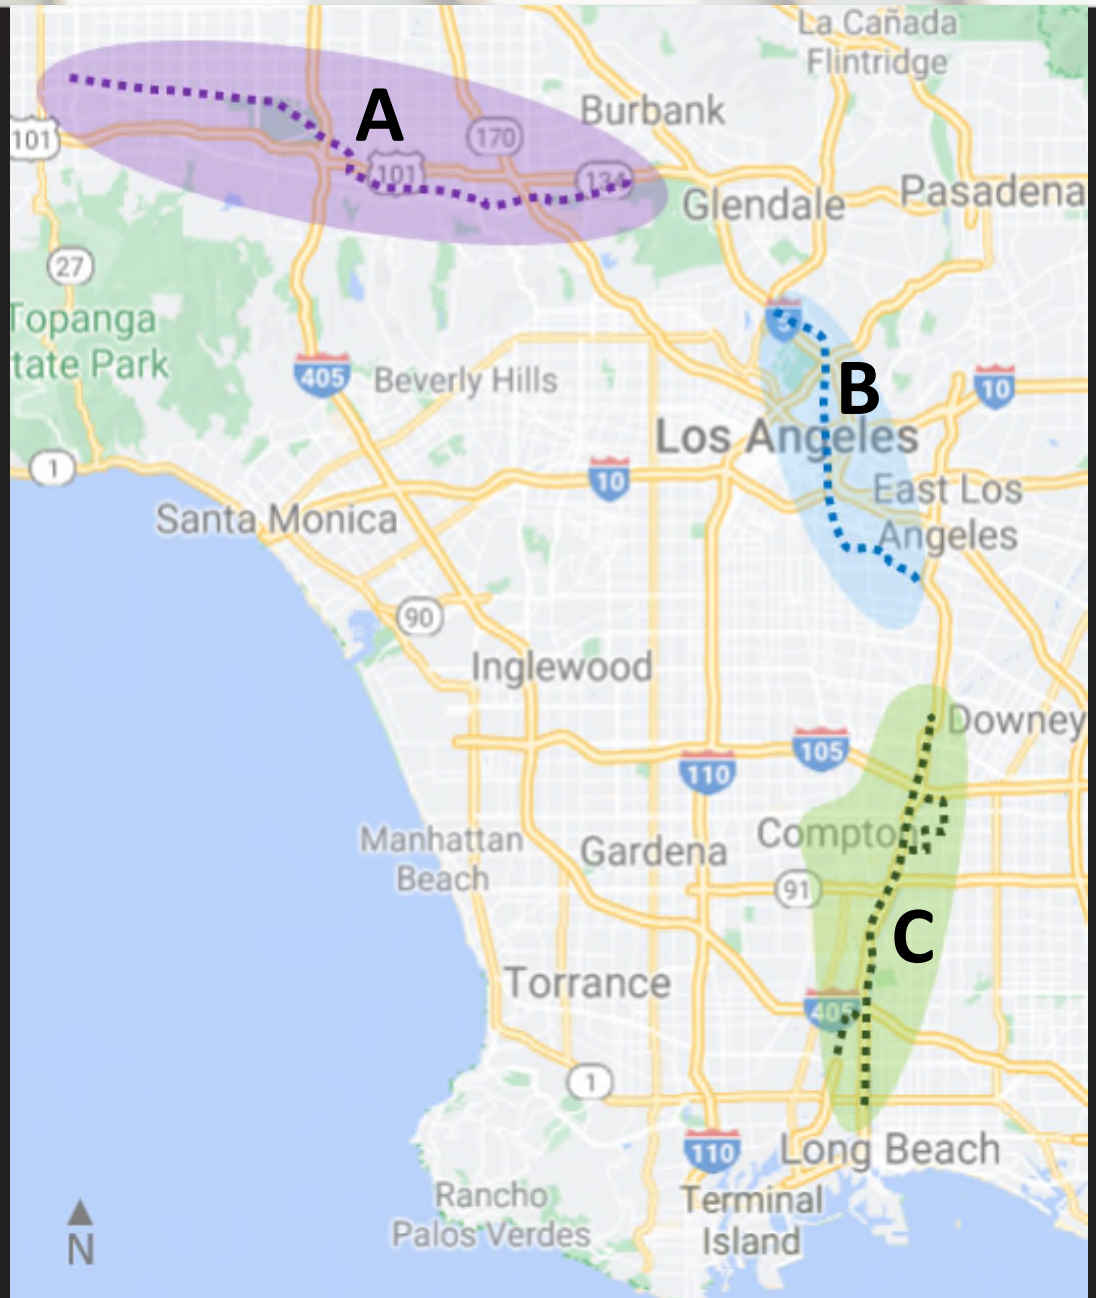 La Cañada
Flintridge
A
Burbank
170
101
101
134
Pasadena
Glendale
27
Topanga
tate Park
5
405
Beverly Hills
B
10
Los Angeles
1
10
East Los
Angeles
Santa Monica
90
Inglewood
Downey
105
110
Compton
Manhattan
Beach
Gardena
91
C
Torrance
405
1
110
Long Beach
Rancho
Palos Verdes
Terminal
Island
N